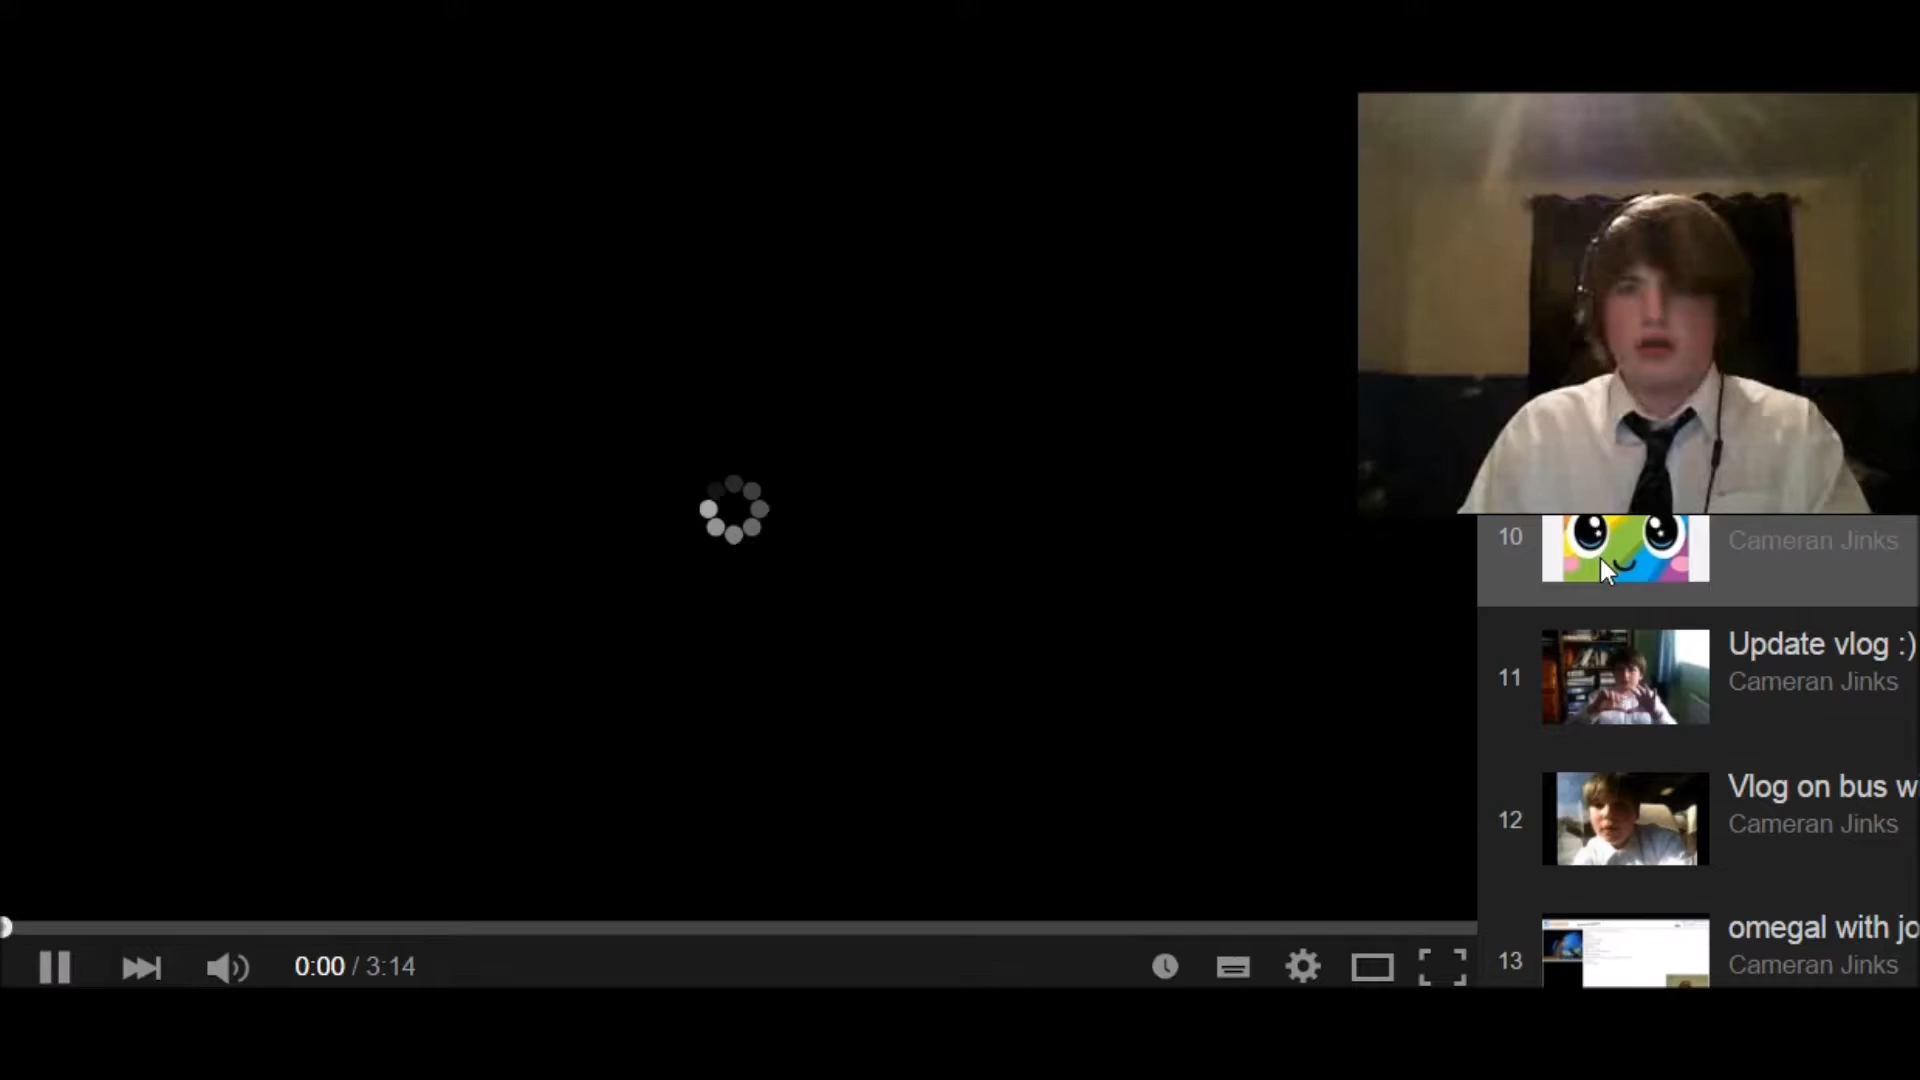 10
Cameran Jinks
11
Update vlog :)
Cameran Jinks
12
Vlog on bus w
Cameran Jinks
13
omegal with jo
Cameran Jinks
0:00 / 3:14